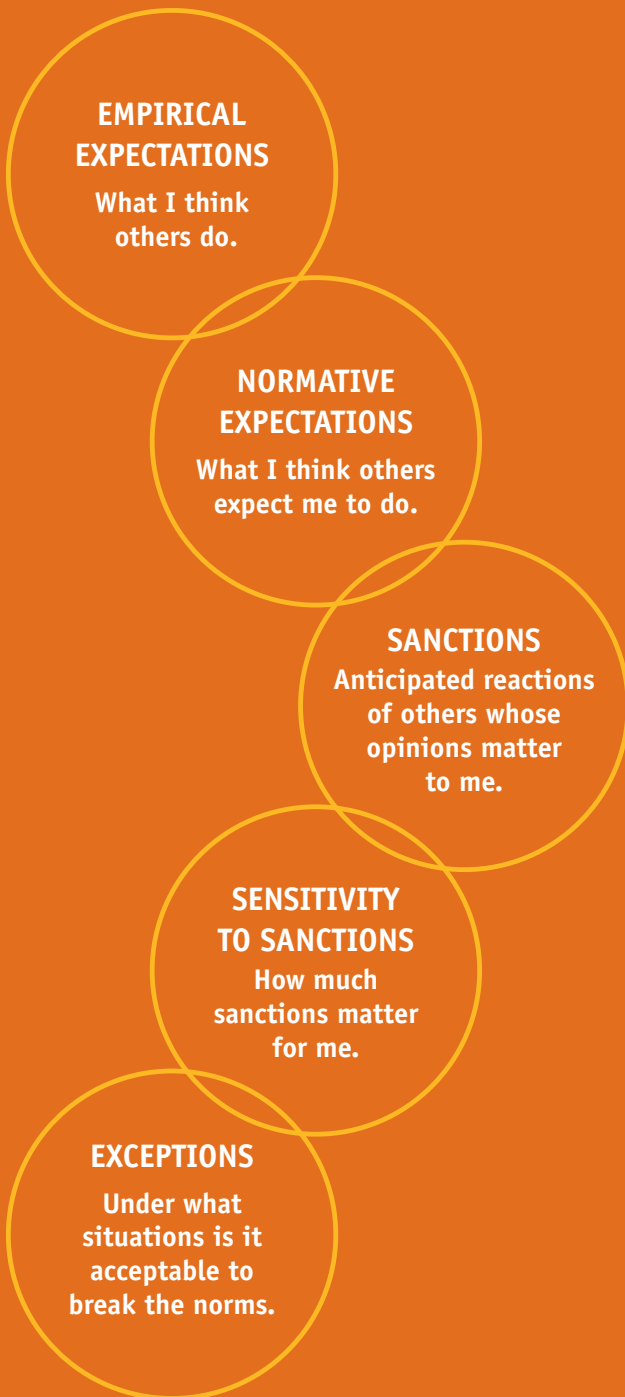 EMPIRICAL
EXPECTATIONS
What I think
others do.
NORMATIVE
EXPECTATIONS
What I think others
expect me to do.
SANCTIONS
Anticipated reactions
of others whose
opinions matter
to me.
SENSITIVITY
TO SANCTIONS
How much
sanctions matter
for me.
EXCEPTIONS
Under what
situations is it
acceptable to
break the norms.